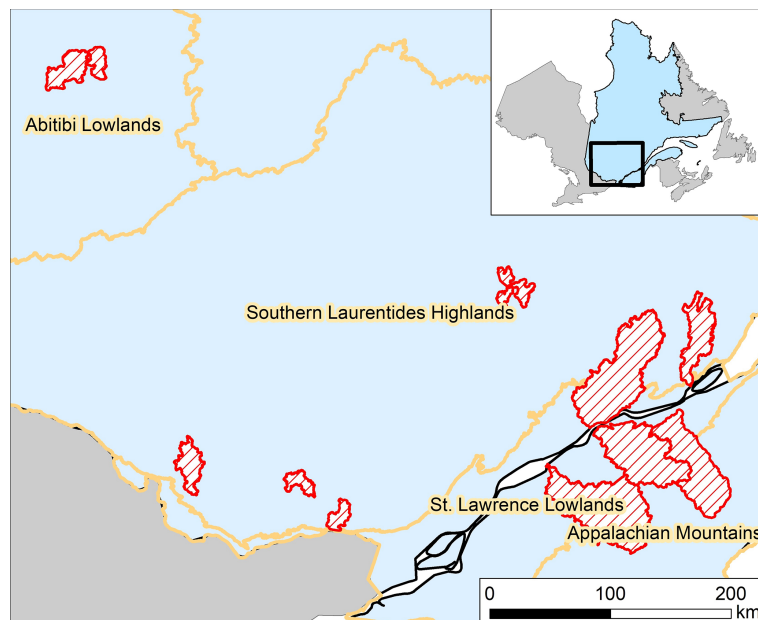 Abitibi Lowlands
Southern Laurentides Highlands
St. Lawrence Lowlands
Appalachian Mountains
0 100 200
km